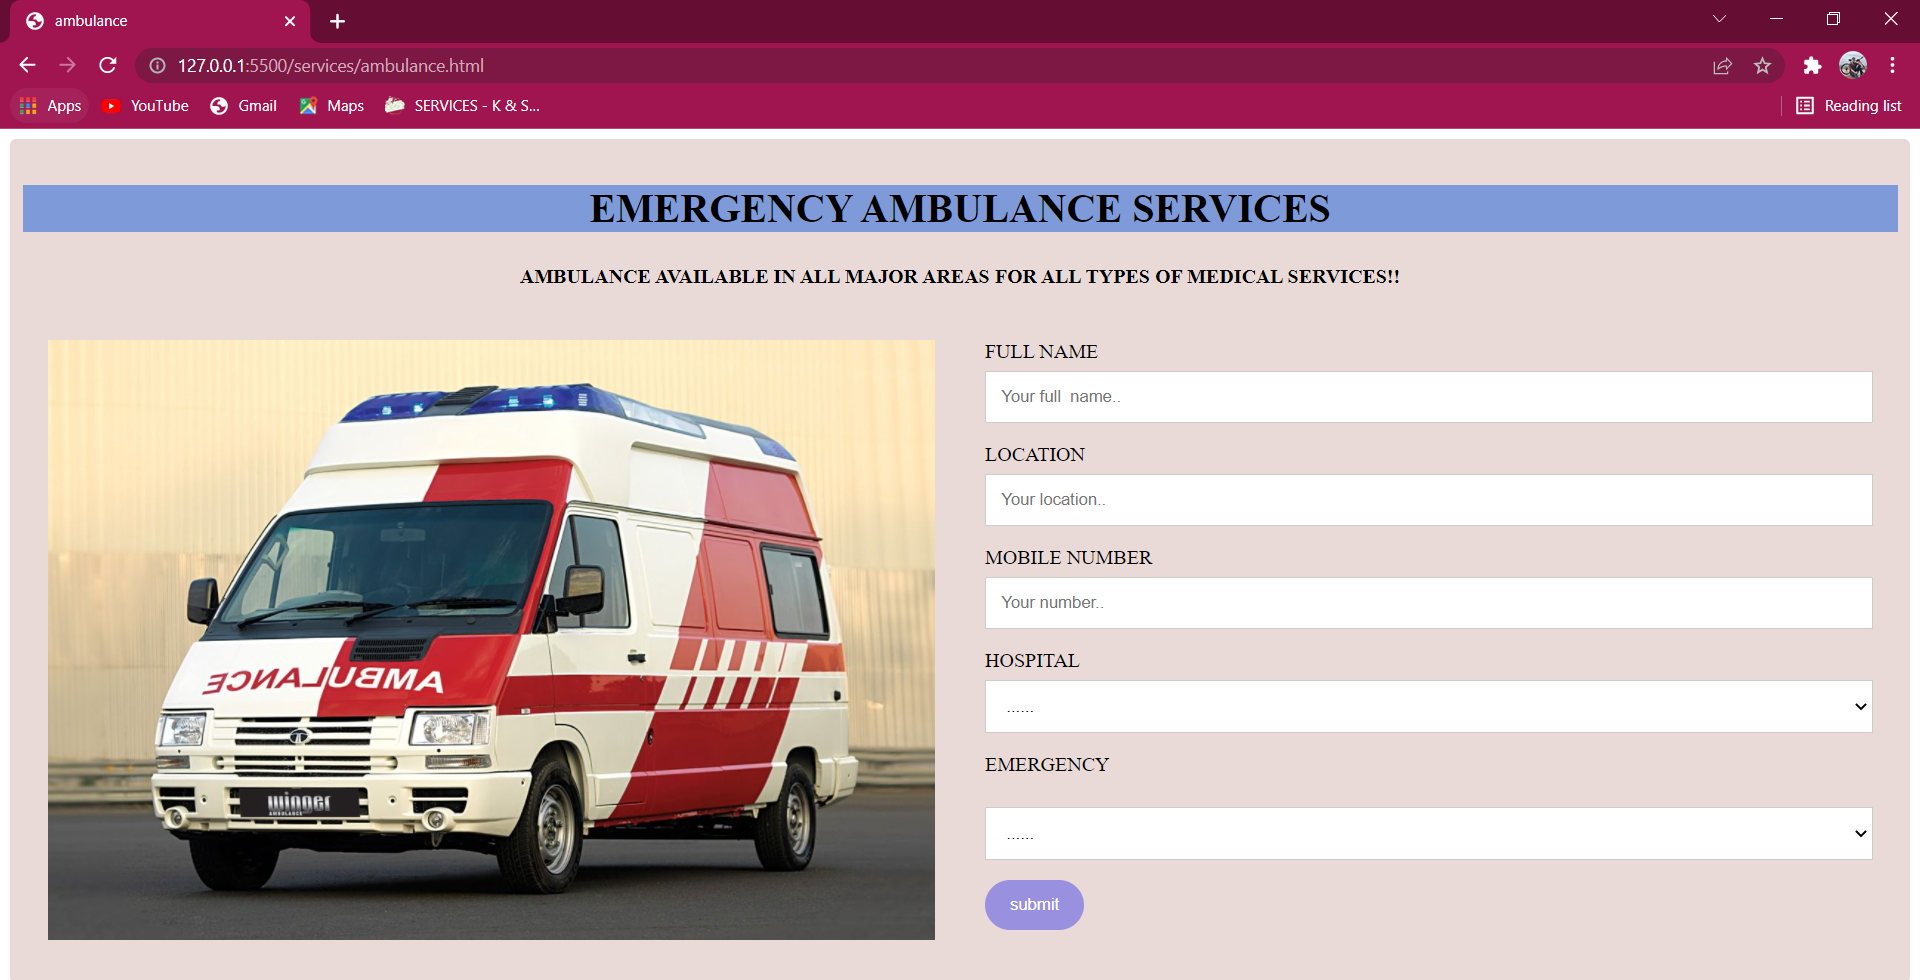 ambulance
127.0.0.1:5500/services/ambulance.html
Apps YouTube Gmail Maps SERVICES - K & S... Reading list
EMERGENCY AMBULANCE SERVICES
AMBULANCE AVAILABLE IN ALL MAJOR AREAS FOR ALL TYPES OF MEDICAL SERVICES!!
AMBULANCE
winger
AMBULANCE
FULL NAME
Your full  name..
LOCATION
Your location..
MOBILE NUMBER
Your number..
HOSPITAL
......
EMERGENCY
......
submit